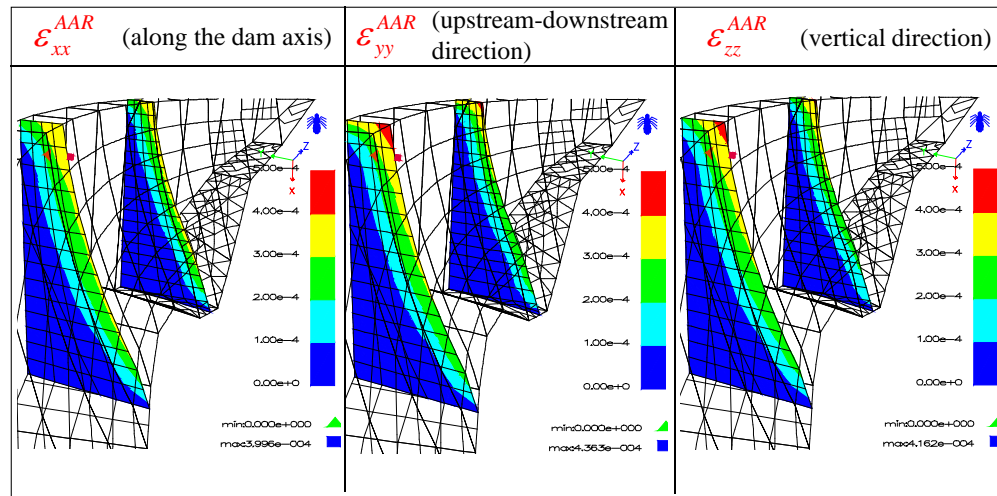 ε_xx^AAR (along the dam axis)
ε_yy^AAR (upstream-downstream
direction)
ε_zz^AAR (vertical direction)
Z
X
4.00e-4
3.00e-4
2.00e-4
1.00e-4
0.00e+0
min:0.000e+000
max:3.996e-004
Z
X
4.00e-4
3.00e-4
2.00e-4
1.00e-4
0.00e+0
min:0.000e+000
max:4.363e-004
Z
X
4.00e-4
3.00e-4
2.00e-4
1.00e-4
0.00e+0
min:0.000e+000
max:4.162e-004